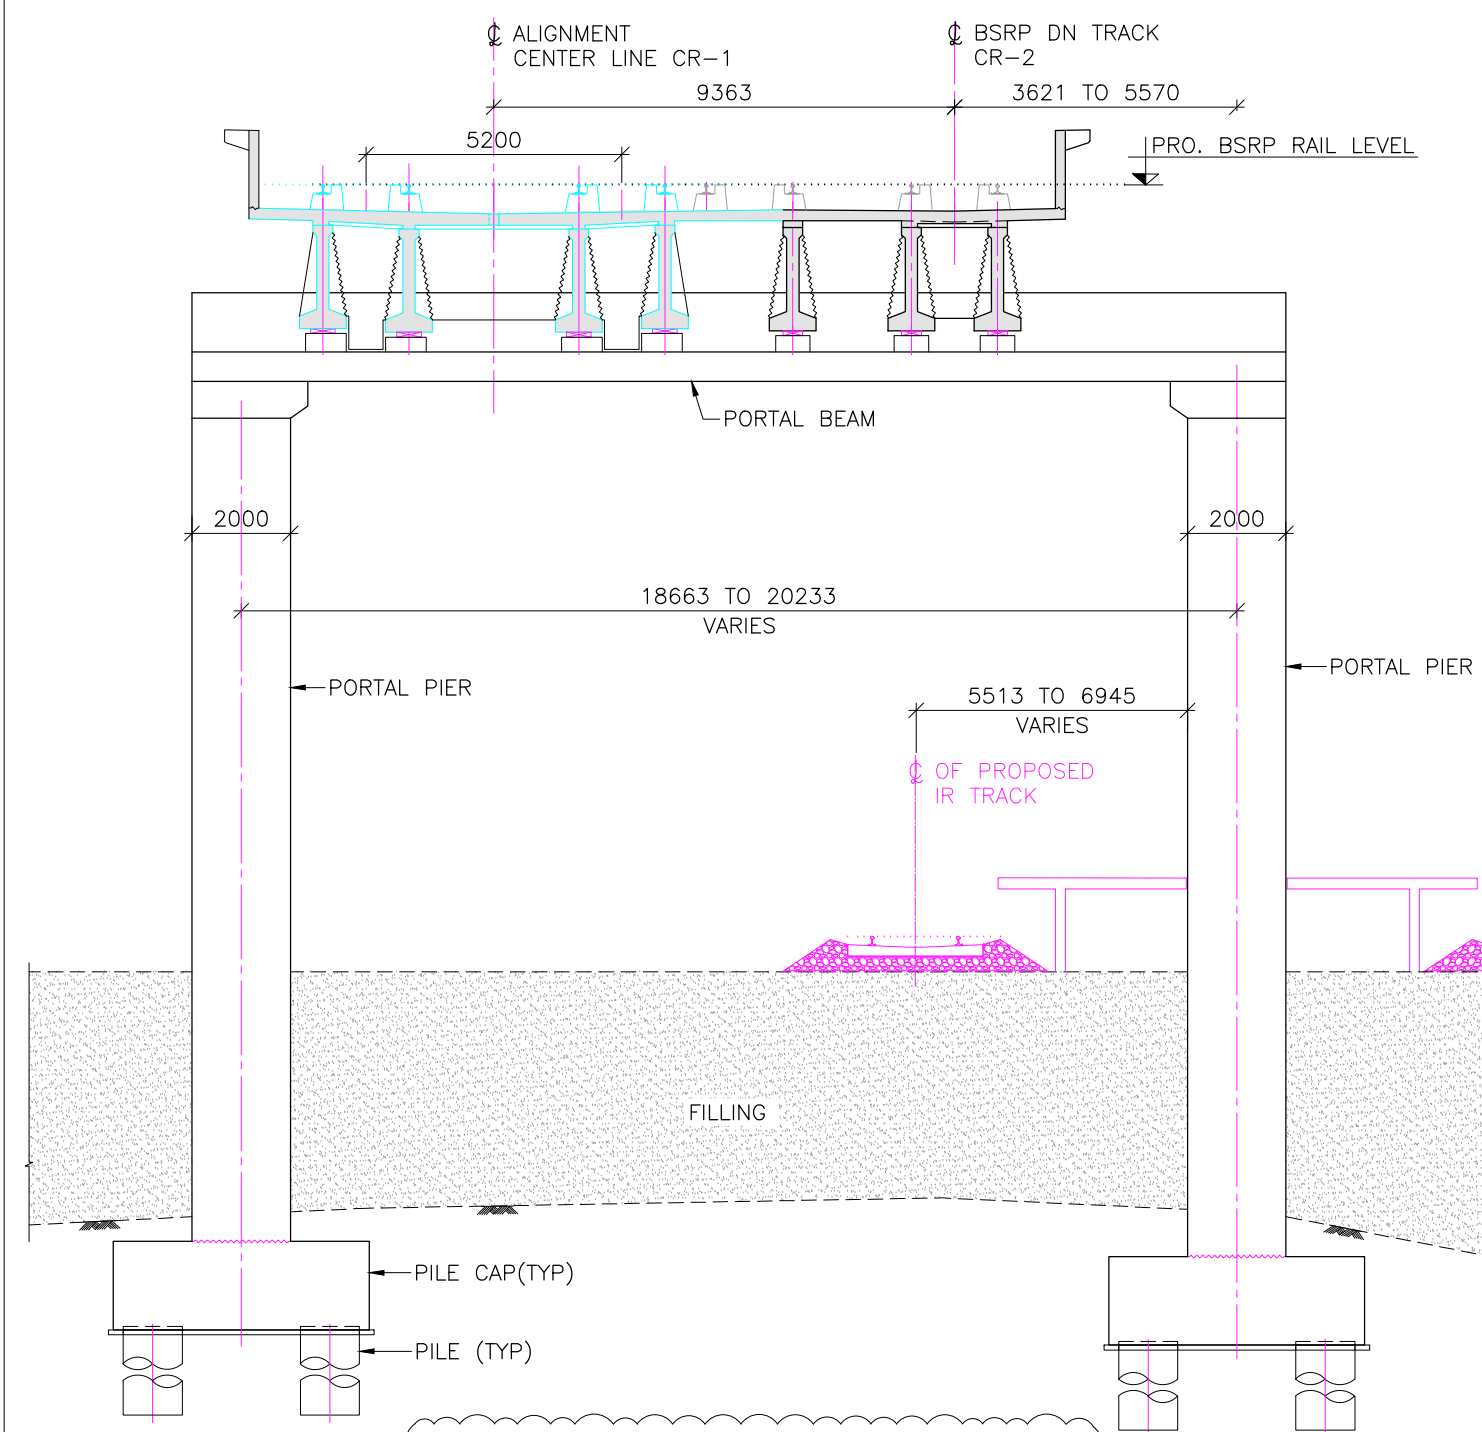 ℄ ALIGNMENT
CENTER LINE CR-1
℄ BSRP DN TRACK
CR-2
9363
3621 TO 5570
5200
PRO. BSRP RAIL LEVEL
PORTAL BEAM
2000
2000
18663 TO 20233
VARIES
PORTAL PIER
PORTAL PIER
5513 TO 6945
VARIES
℄ OF PROPOSED
IR TRACK
FILLING
PILE CAP(TYP)
PILE (TYP)